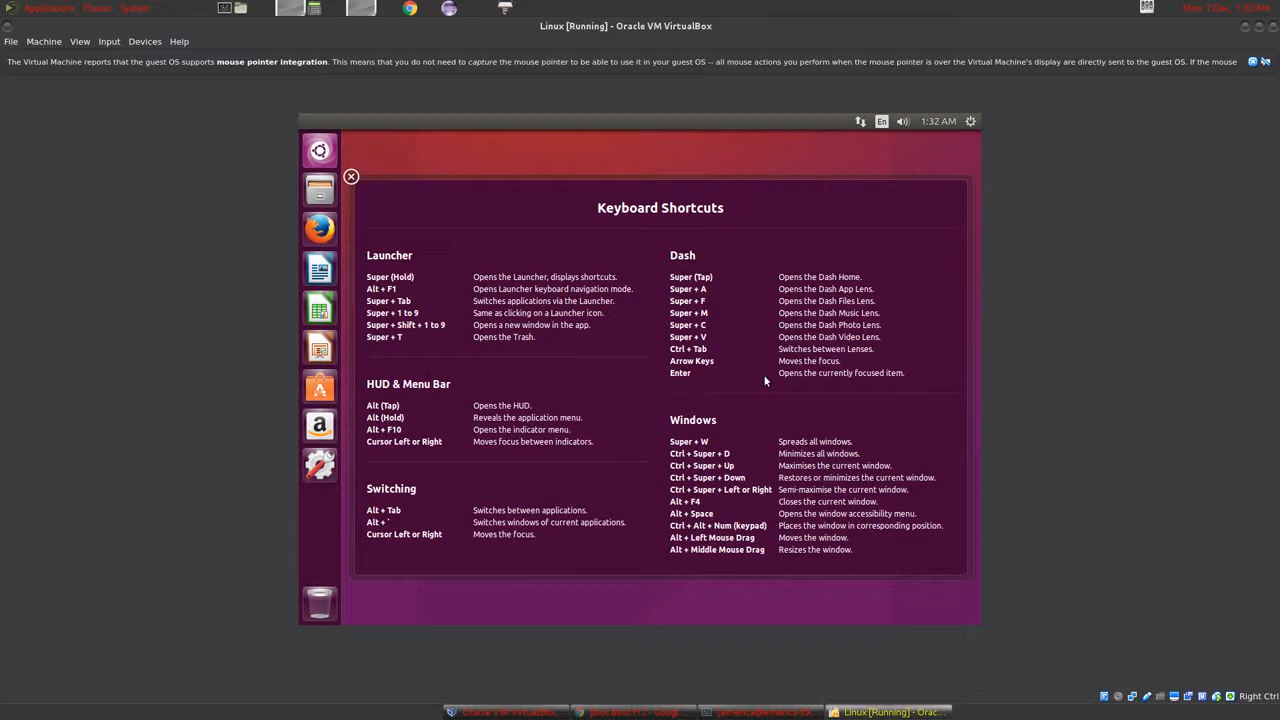 Applications Places System
Mon 7 Dec, 1:32 AM
Linux [Running] - Oracle VM VirtualBox
File Machine View Input Devices Help
The Virtual Machine reports that the guest OS supports mouse pointer integration. This means that you do not need to capture the mouse pointer to be able to use it in your guest OS -- all mouse actions you perform when the mouse pointer is over the Virtual Machine's display are directly sent to the guest OS. If the mouse
En 1:32 AM
Keyboard Shortcuts
Launcher
Super (Hold) Opens the Launcher, displays shortcuts.
Alt + F1 Opens Launcher keyboard navigation mode.
Super + Tab Switches applications via the Launcher.
Super + 1 to 9 Same as clicking on a Launcher icon.
Super + Shift + 1 to 9 Opens a new window in the app.
Super + T Opens the Trash.
HUD & Menu Bar
Alt (Tap) Opens the HUD.
Alt (Hold) Reveals the application menu.
Alt + F10 Opens the indicator menu.
Cursor Left or Right Moves focus between indicators.
Switching
Alt + Tab Switches between applications.
Alt + ` Switches windows of current applications.
Cursor Left or Right Moves the focus.
Dash
Super (Tap) Opens the Dash Home.
Super + A Opens the Dash App Lens.
Super + F Opens the Dash Files Lens.
Super + M Opens the Dash Music Lens.
Super + C Opens the Dash Photo Lens.
Super + V Opens the Dash Video Lens.
Ctrl + Tab Switches between Lenses.
Arrow Keys Moves the focus.
Enter Opens the currently focused item.
Windows
Super + W Spreads all windows.
Ctrl + Super + D Minimizes all windows.
Ctrl + Super + Up Maximises the current window.
Ctrl + Super + Down Restores or minimizes the current window.
Ctrl + Super + Left or Right Semi-maximise the current window.
Alt + F4 Closes the current window.
Alt + Space Opens the window accessibility menu.
Ctrl + Alt + Num (keypad) Places the window in corresponding position.
Alt + Left Mouse Drag Moves the window.
Alt + Middle Mouse Drag Resizes the window.
Right Ctrl
Oracle VM VirtualBox
Linux [Running] - Orac...